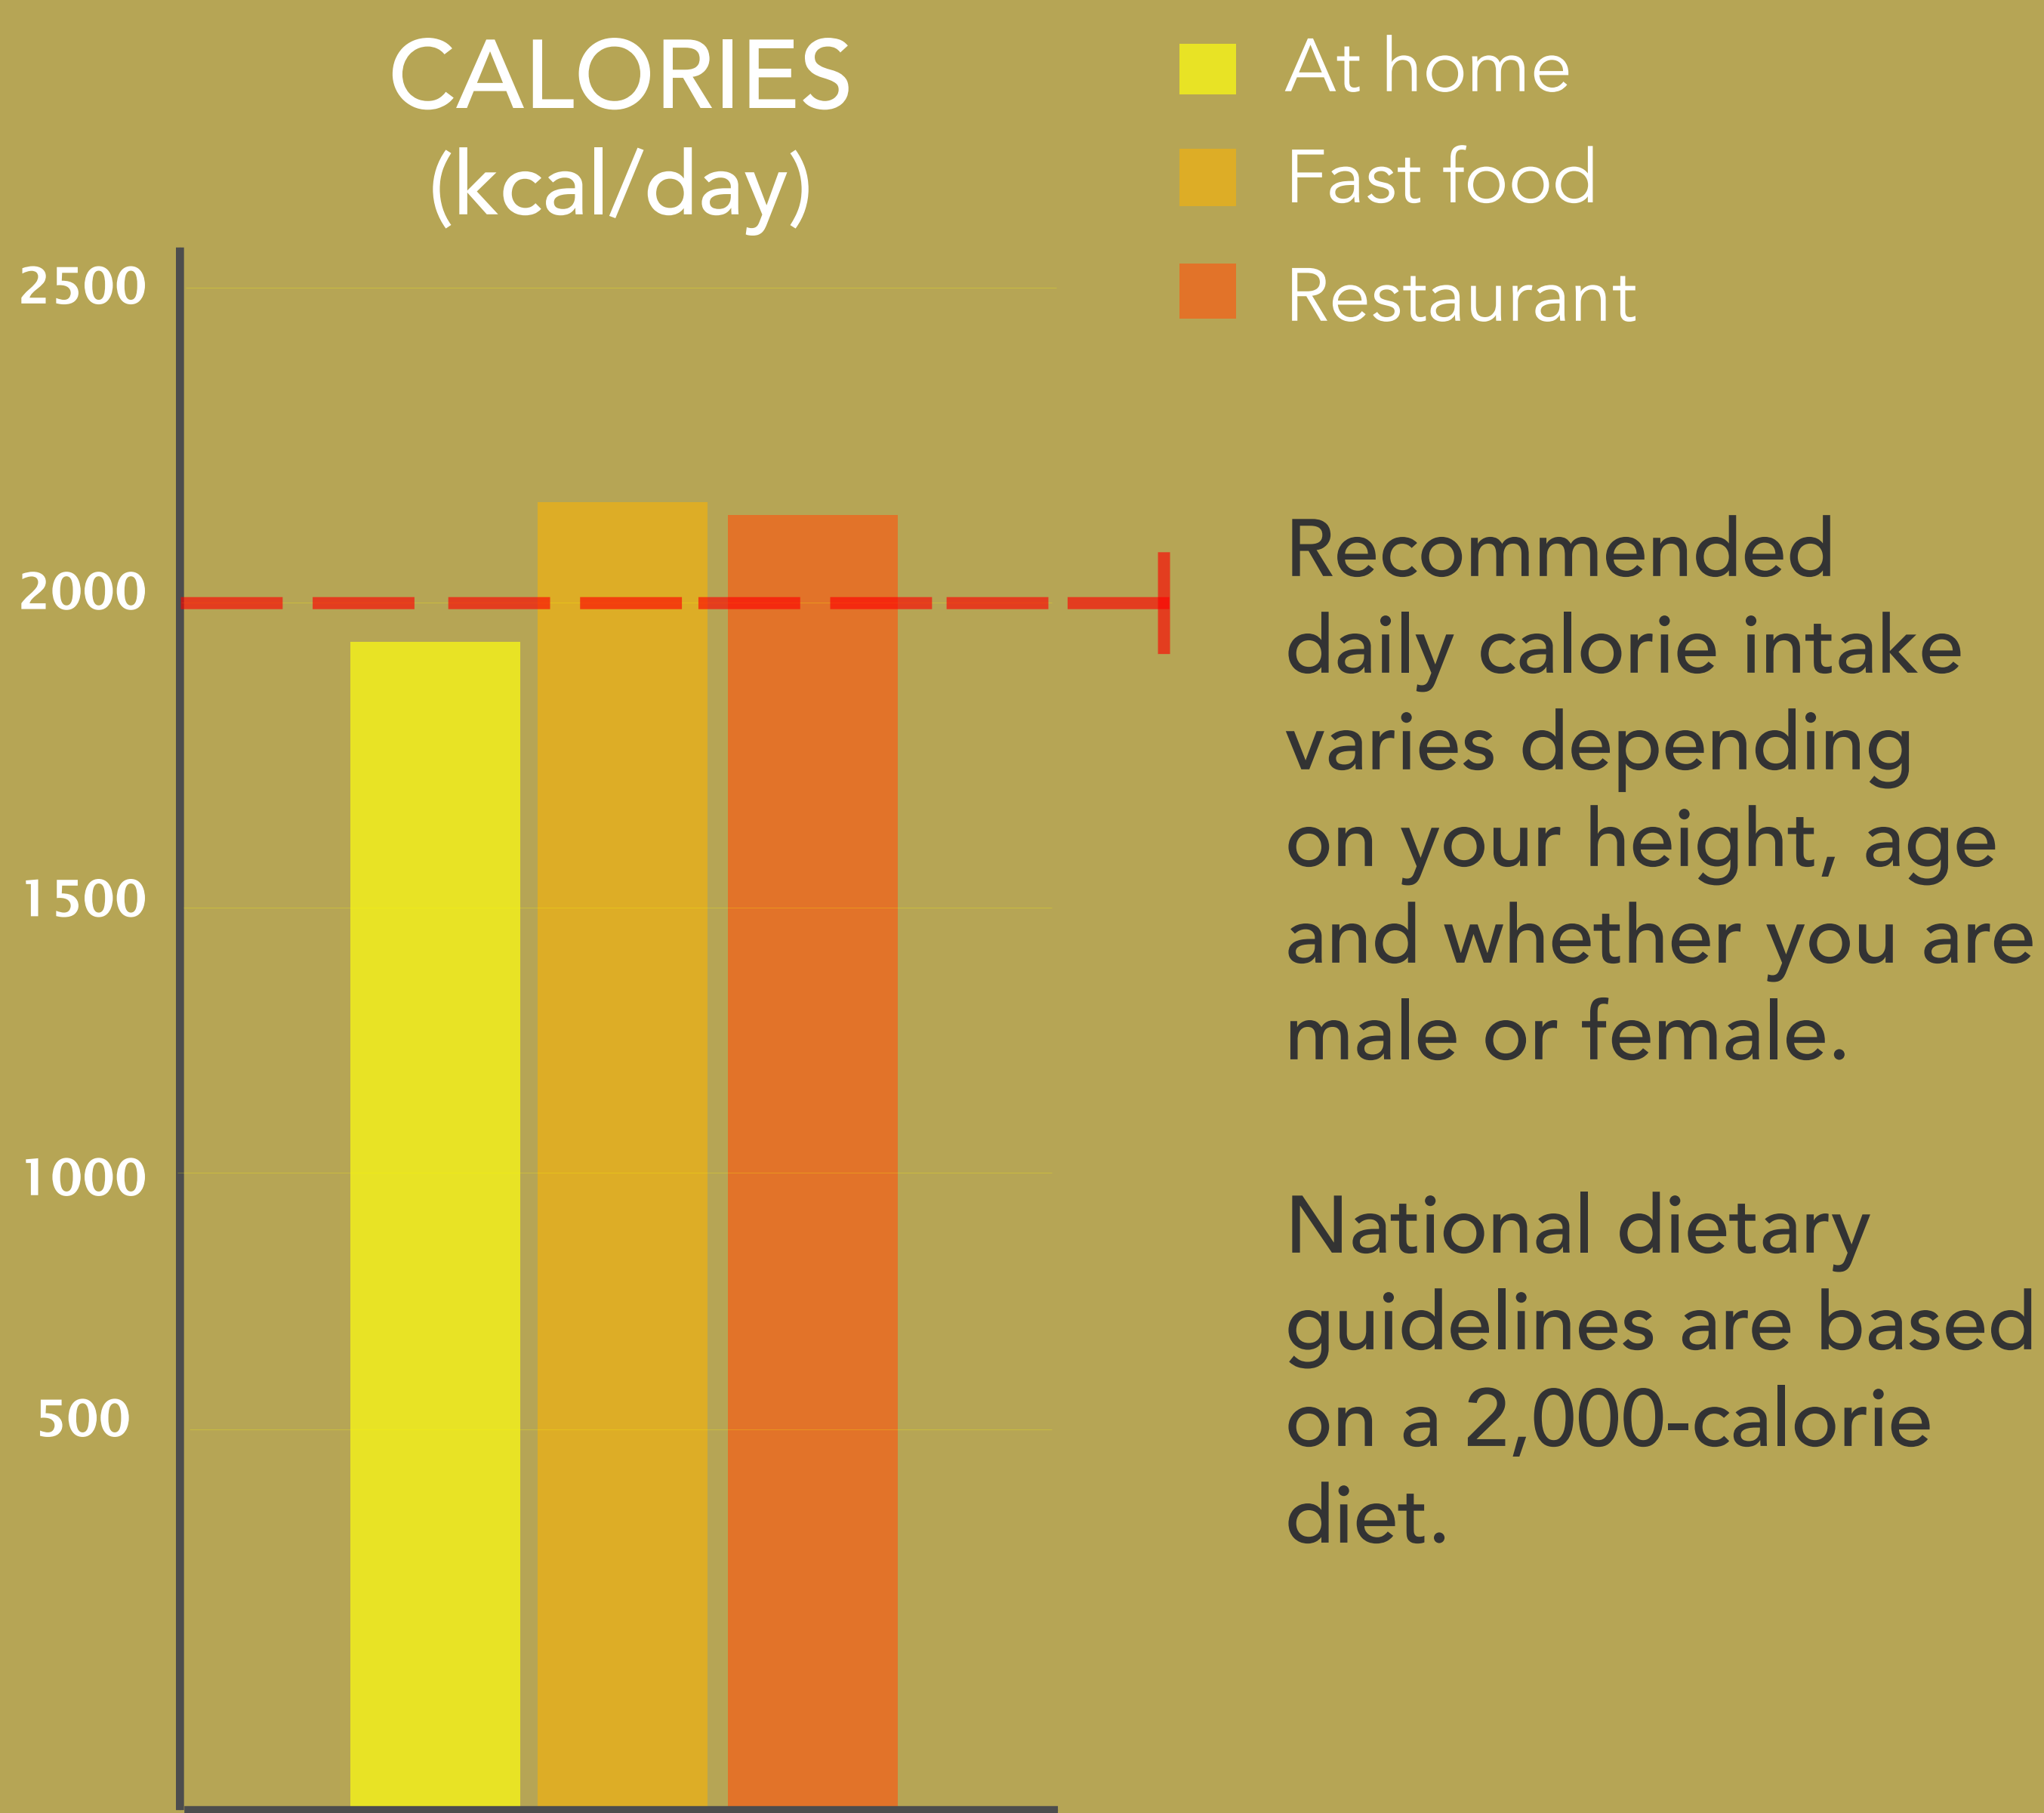 CALORIES
(kcal/day)
At home
Fast food
Restaurant
2500
2000
1500
1000
500
Recommended
daily calorie intake
varies depending
on your height, age
and whether you are
male or female.
National dietary
guidelines are based
on a 2,000-calorie
diet.